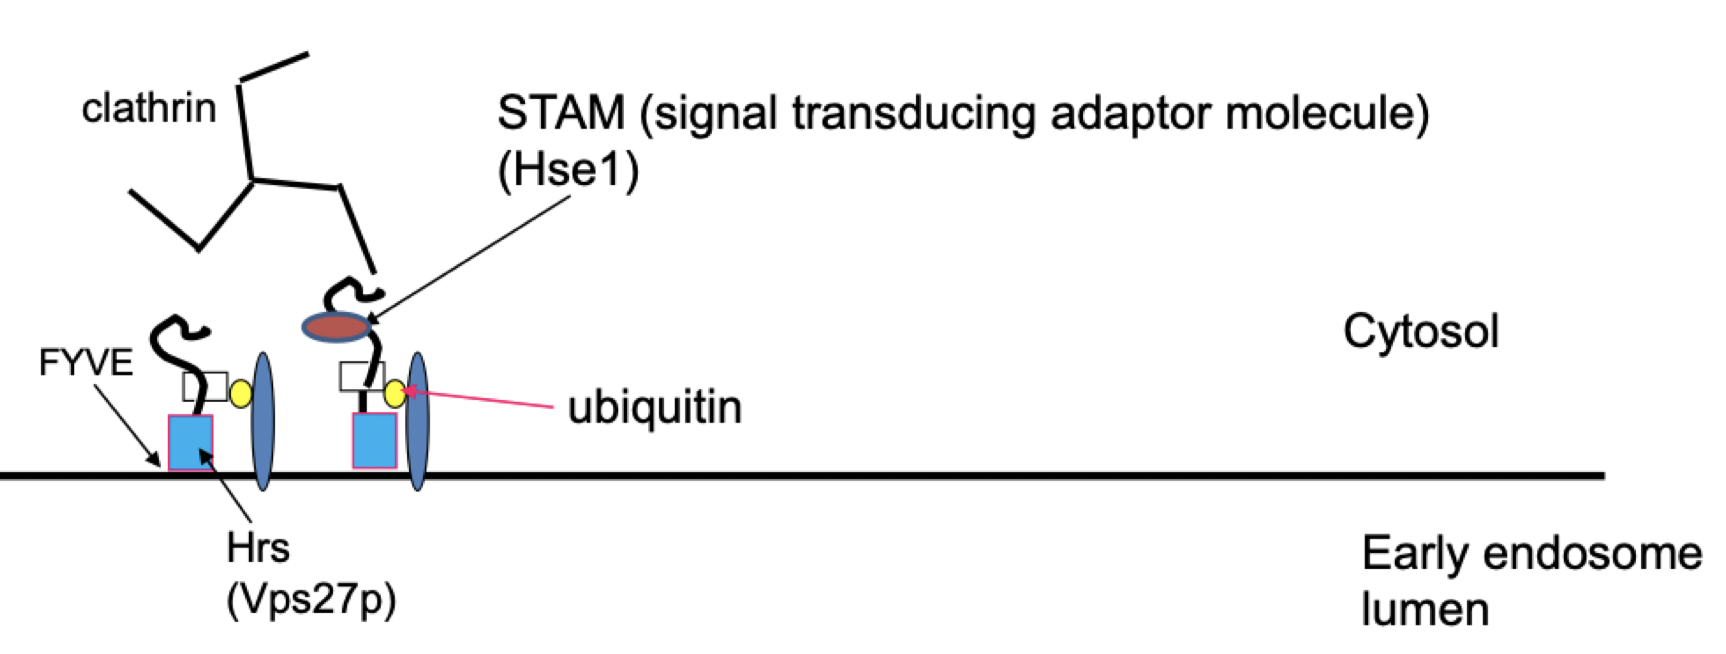 clathrin
STAM (signal transducing adaptor molecule)
(Hse1)
Cytosol
FYVE
ubiquitin
Hrs
(Vps27p)
Early endosome
lumen